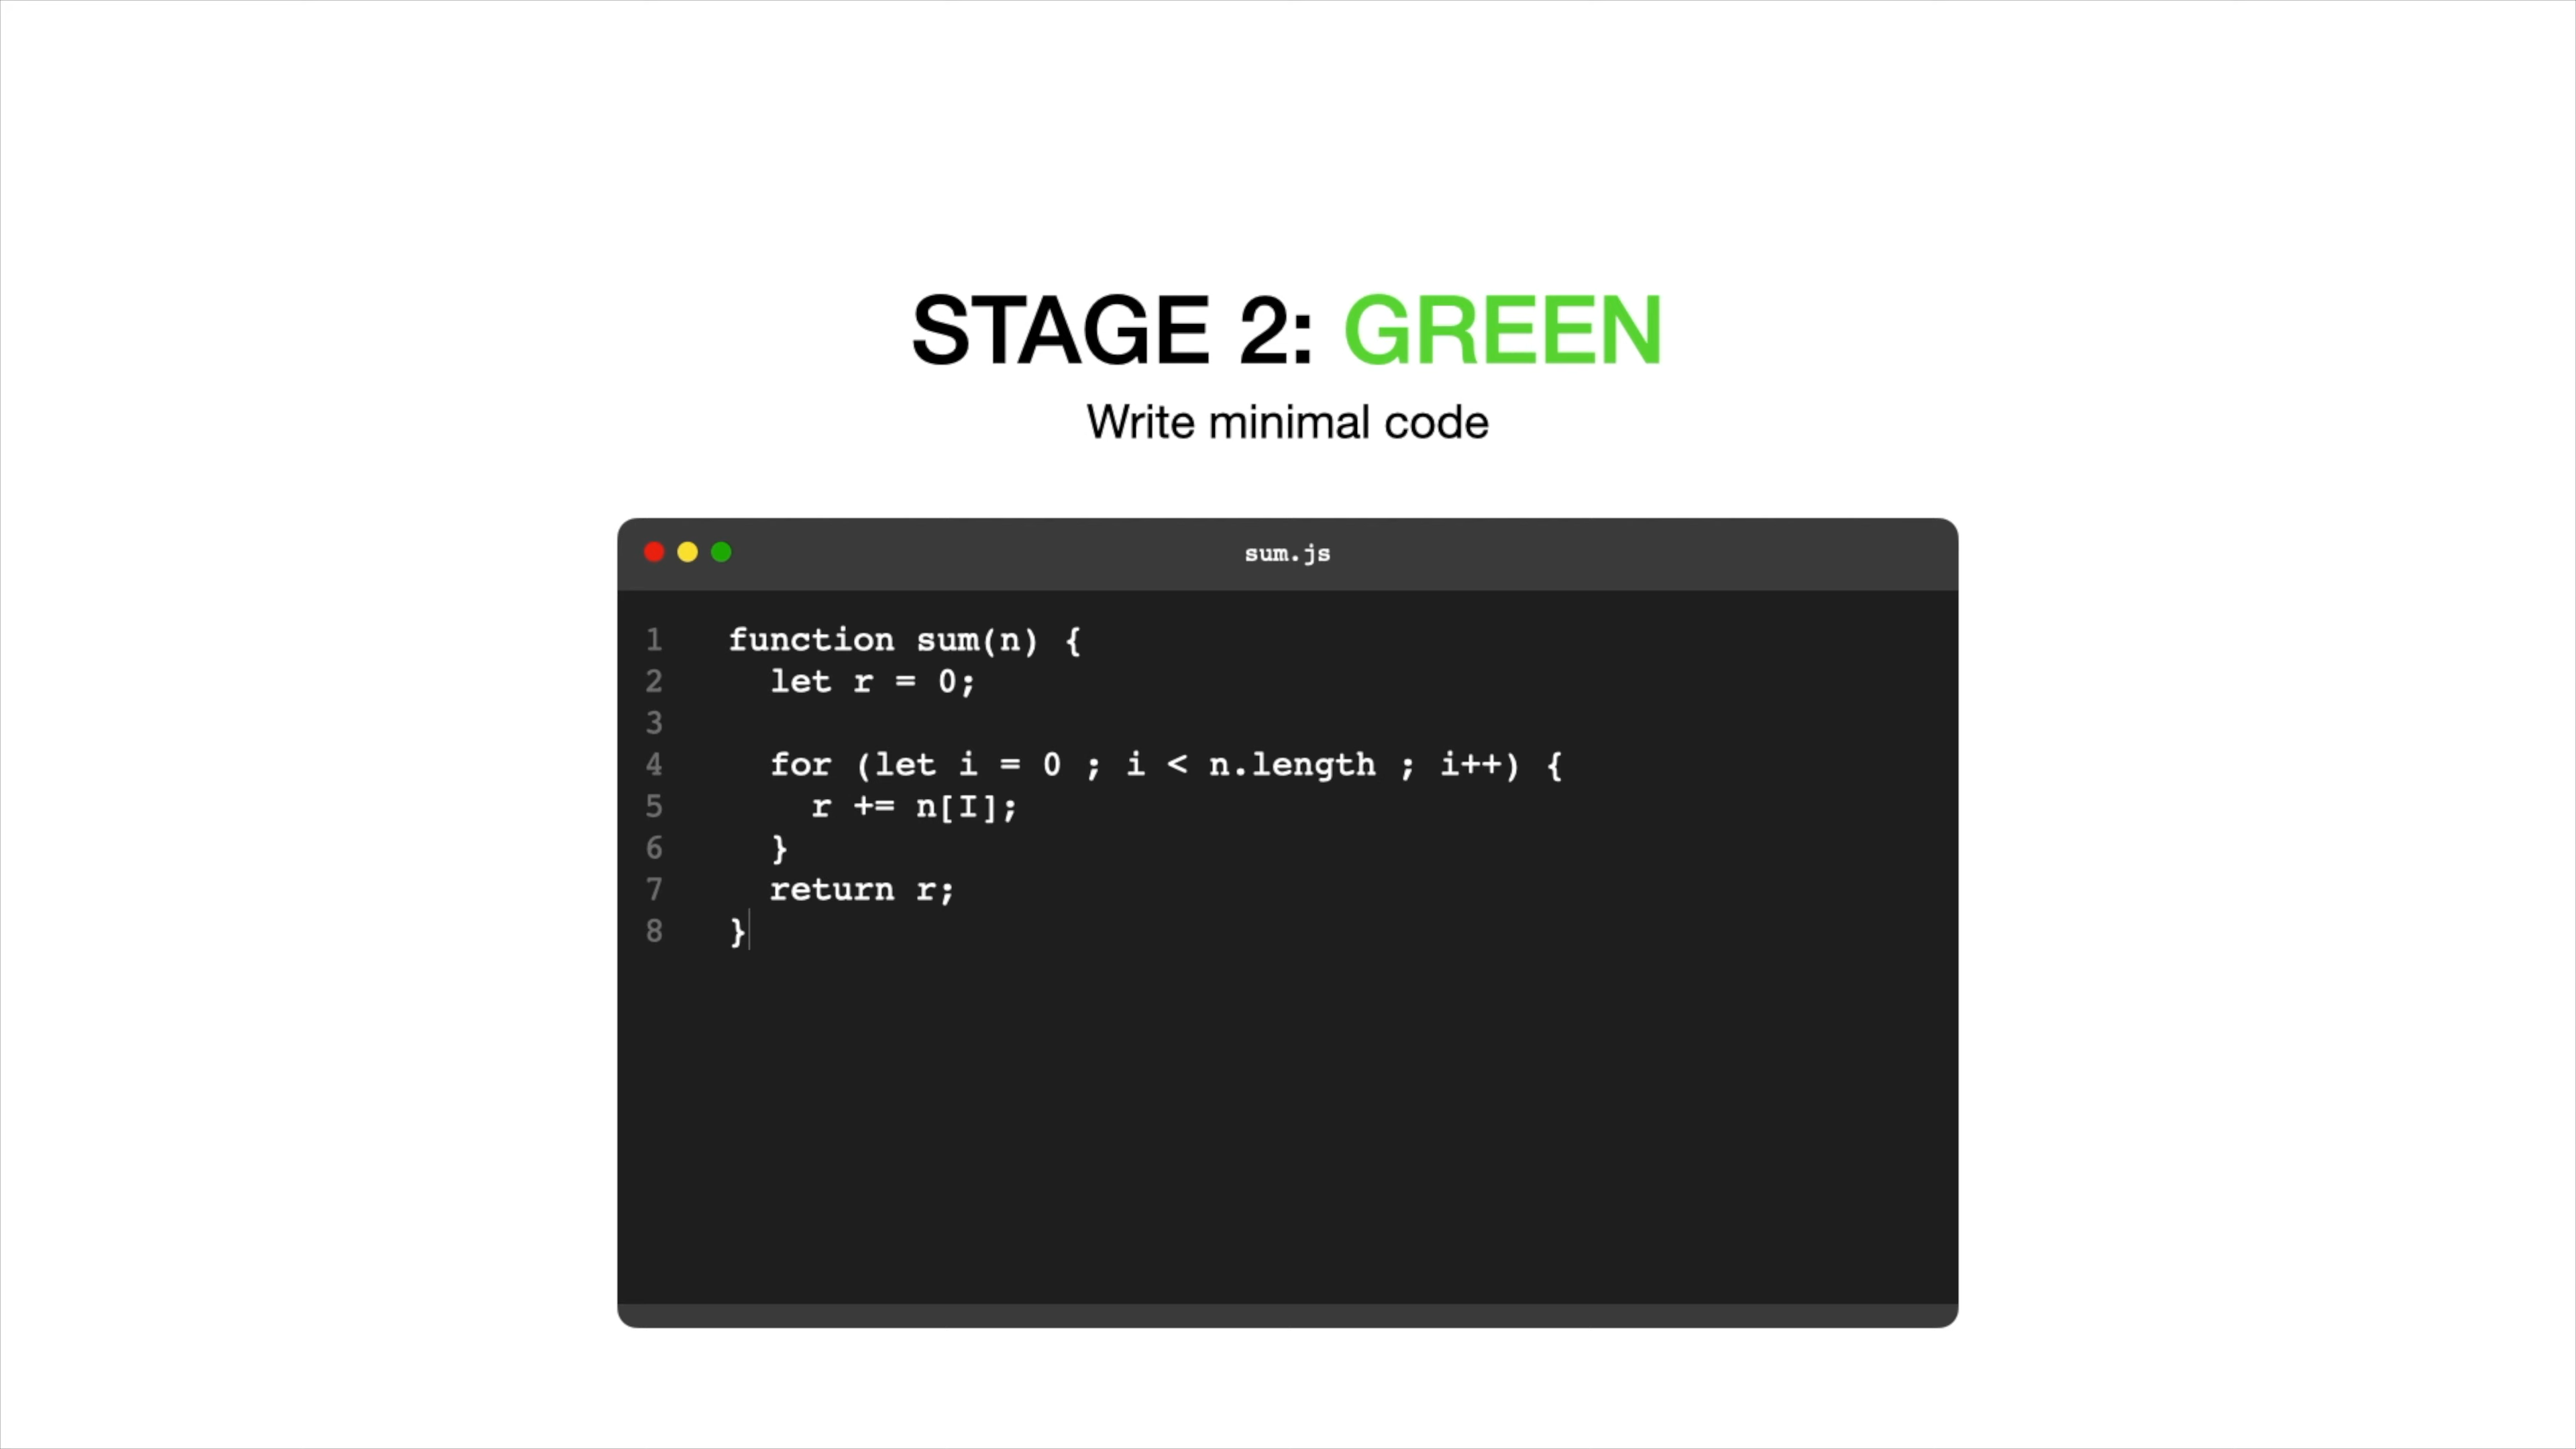 STAGE 2: GREEN
Write minimal code
sum.js
1 function sum(n) {
2 let r = 0;
3
4 for (let i = 0 ; i < n.length ; i++) {
5 r += n[I];
6 }
7 return r;
8 }